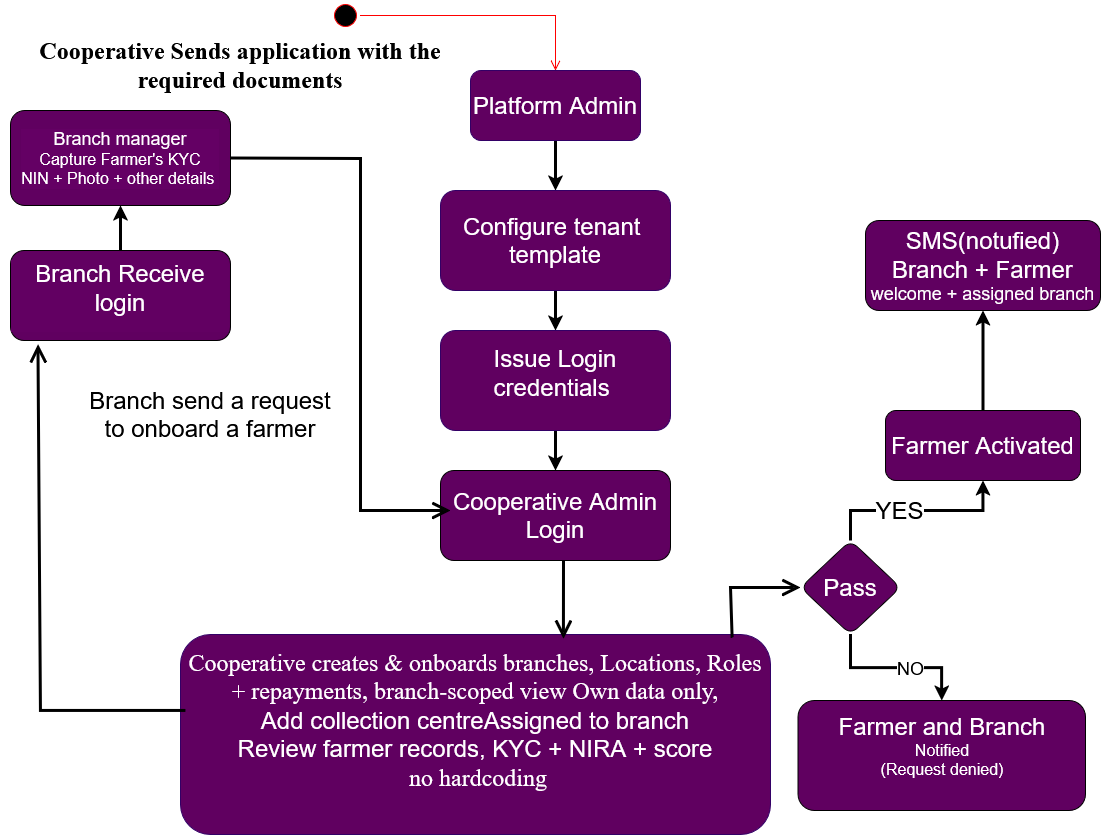 Cooperative Sends application with the
required documents
Platform Admin
Branch manager
Capture Farmer's KYC
NIN + Photo + other details
Configure tenant
template
SMS(notufied)
Branch + Farmer
welcome + assigned branch
Branch Receive
login
Issue Login
credentials
Branch send a request
to onboard a farmer
Farmer Activated
Cooperative Admin
Login
YES
Pass
NO
Cooperative creates & onboards branches, Locations, Roles
+ repayments, branch-scoped view Own data only,
Add collection centreAssigned to branch
Review farmer records, KYC + NIRA + score
no hardcoding
Farmer and Branch
Notified
(Request denied)